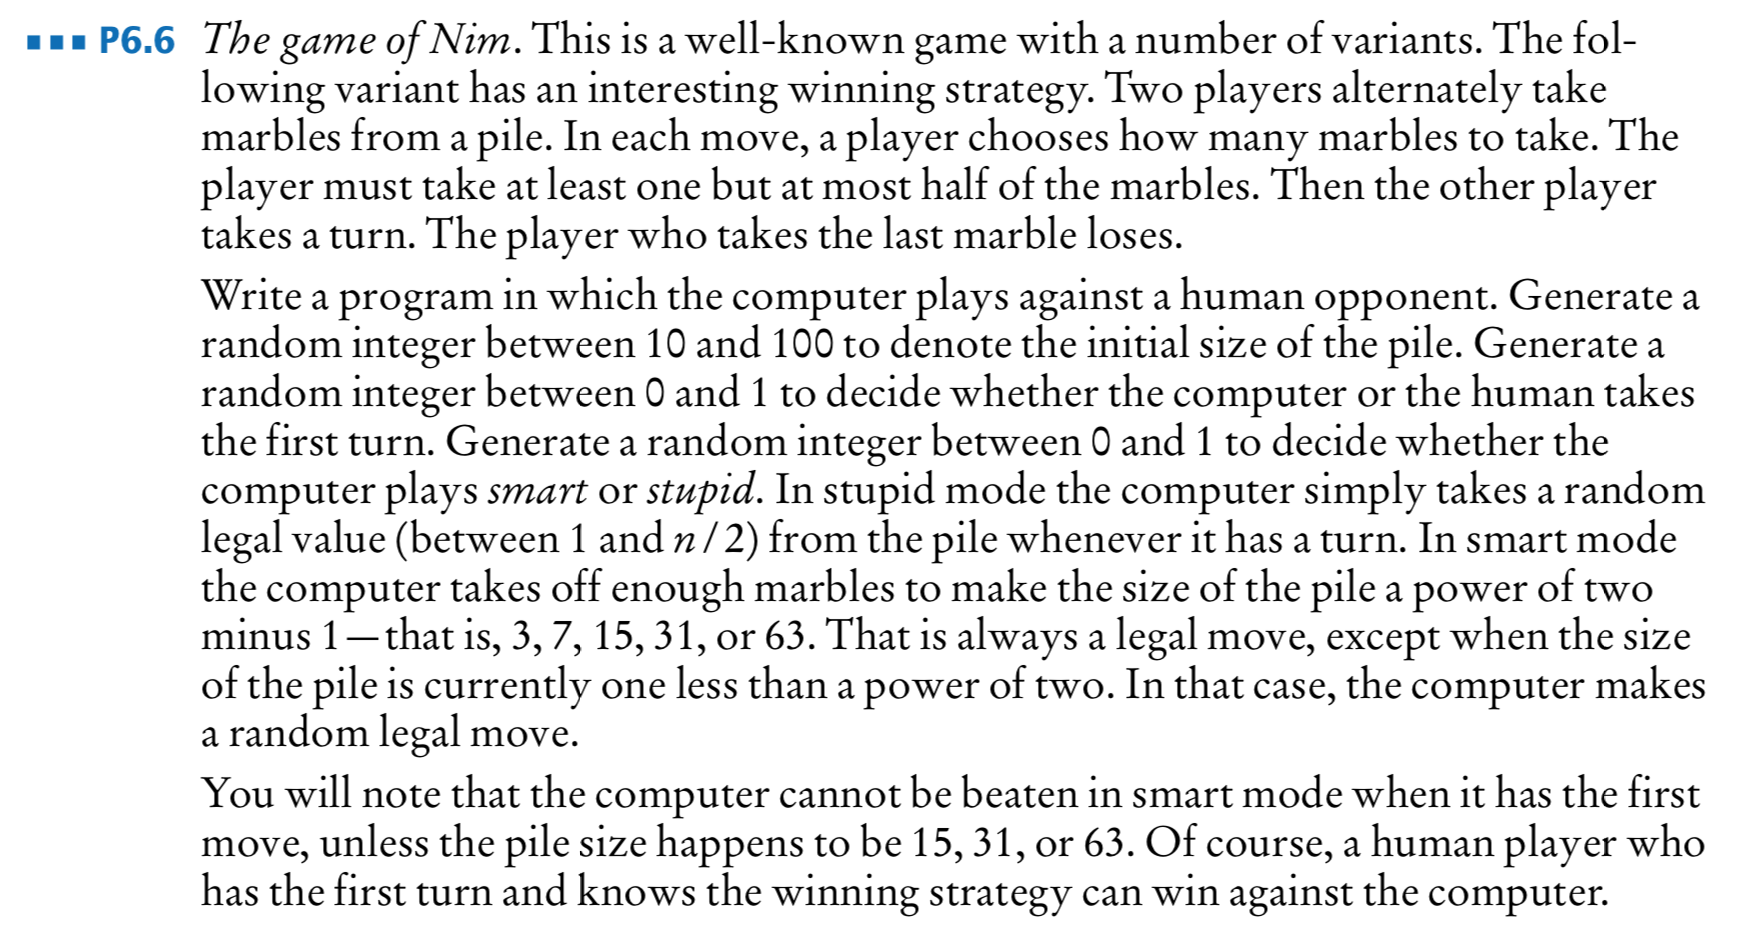 P6.6 The game of Nim. This is a well-known game with a number of variants. The fol-
lowing variant has an interesting winning strategy. Two players alternately take
marbles from a pile. In each move, a player chooses how many marbles to take. The
player must take at least one but at most half of the marbles. Then the other player
takes a turn. The player who takes the last marble loses.
Write a program in which the computer plays against a human opponent. Generate a
random integer between 10 and 100 to denote the initial size of the pile. Generate a
random integer between 0 and 1 to decide whether the computer or the human takes
the first turn. Generate a random integer between 0 and 1 to decide whether the
computer plays smart or stupid. In stupid mode the computer simply takes a random
legal value (between 1 and n/2) from the pile whenever it has a turn. In smart mode
the computer takes off enough marbles to make the size of the pile a power of two
minus 1—that is, 3, 7, 15, 31, or 63. That is always a legal move, except when the size
of the pile is currently one less than a power of two. In that case, the computer makes
a random legal move.
You will note that the computer cannot be beaten in smart mode when it has the first
move, unless the pile size happens to be 15, 31, or 63. Of course, a human player who
has the first turn and knows the winning strategy can win against the computer.